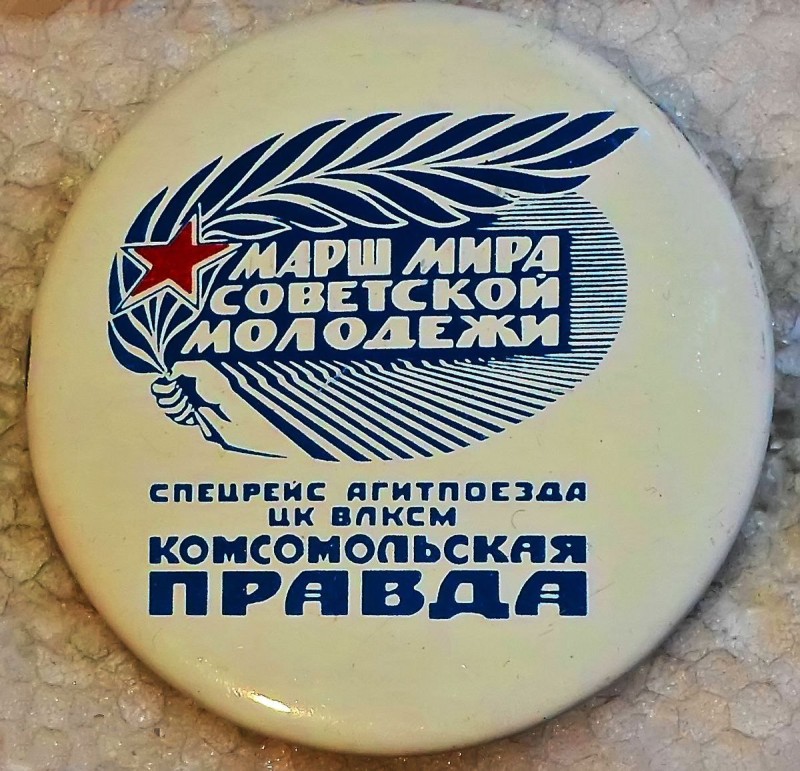 МАРШ МИРА
СОВЕТСКОЙ
МОЛОДЕЖИ
СПЕЦРЕЙС АГИТПОЕЗДА
ЦК ВЛКСМ
КОМСОМОЛЬСКАЯ
ПРАВДА